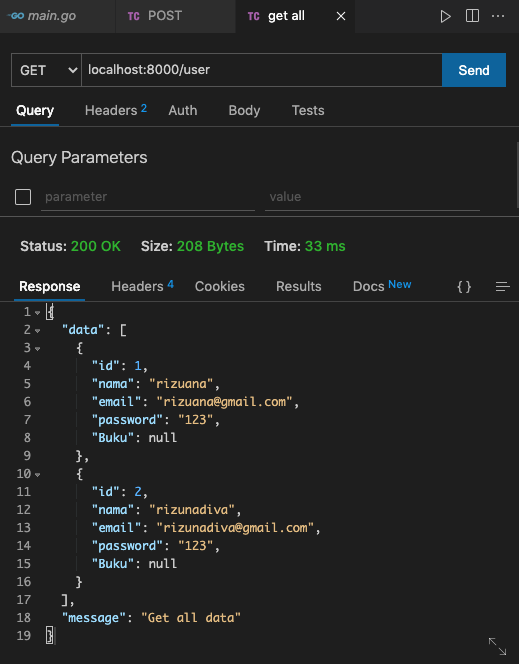 GO main.go TC POST TC get all
GET localhost:8000/user Send
Query Headers 2 Auth Body Tests
Query Parameters
parameter value
Status: 200 OK Size: 208 Bytes Time: 33 ms
Response Headers 4 Cookies Results Docs New {}
1 {
2 "data": [
3 {
4 "id": 1,
5 "nama": "rizuana",
6 "email": "rizuana@gmail.com",
7 "password": "123",
8 "Buku": null
9 },
10 {
11 "id": 2,
12 "nama": "rizunadiva",
13 "email": "rizunadiva@gmail.com",
14 "password": "123",
15 "Buku": null
16 }
17 ],
18 "message": "Get all data"
19 }